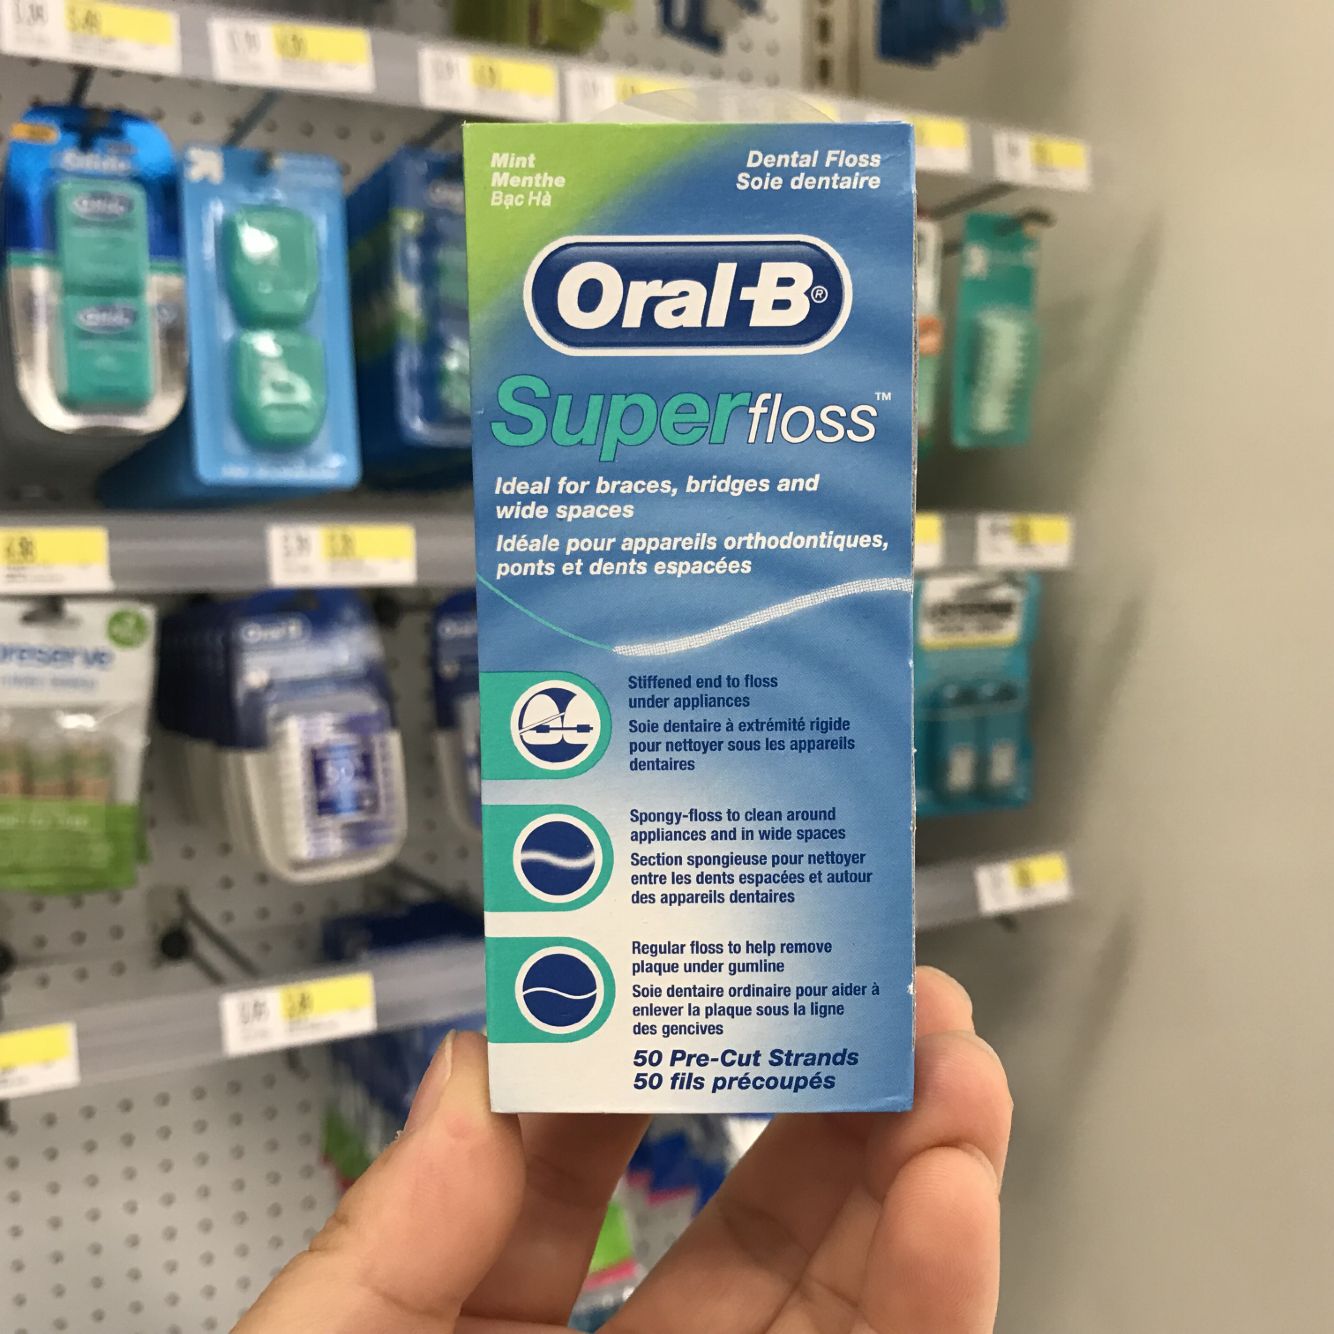 Mint
Menthe
Bạc Hà
Dental Floss
Soie dentaire
Oral-B®
Superfloss™
Ideal for braces, bridges and
wide spaces
Idéale pour appareils orthodontiques,
ponts et dents espacées
Stiffened end to floss
under appliances
Soie dentaire à extrémité rigide
pour nettoyer sous les appareils
dentaires
Spongy-floss to clean around
appliances and in wide spaces
Section spongieuse pour nettoyer
entre les dents espacées et autour
des appareils dentaires
Regular floss to help remove
plaque under gumline
Soie dentaire ordinaire pour aider à
enlever la plaque sous la ligne
des gencives
50 Pre-Cut Strands
50 fils précoupés
Oral-B
preserve